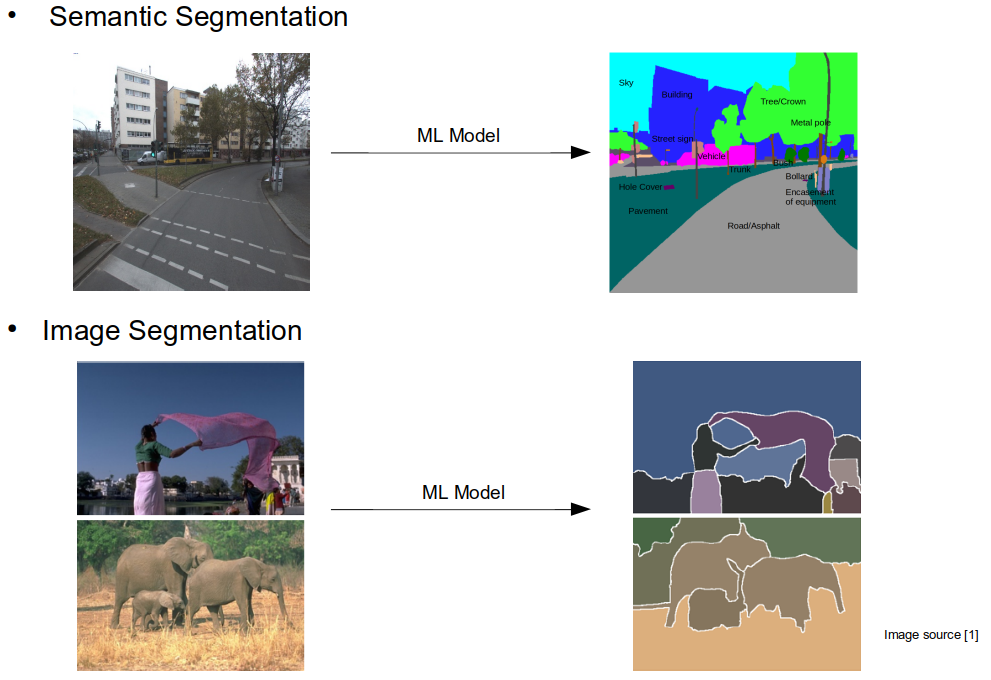 • Semantic Segmentation
ML Model
Sky
Building
Tree/Crown
Metal pole
Street sign
Vehicle
Trunk
Bush
Bollard
Hole Cover
Encasement
of equipment
Pavement
Road/Asphalt
• Image Segmentation
ML Model
Image source [1]